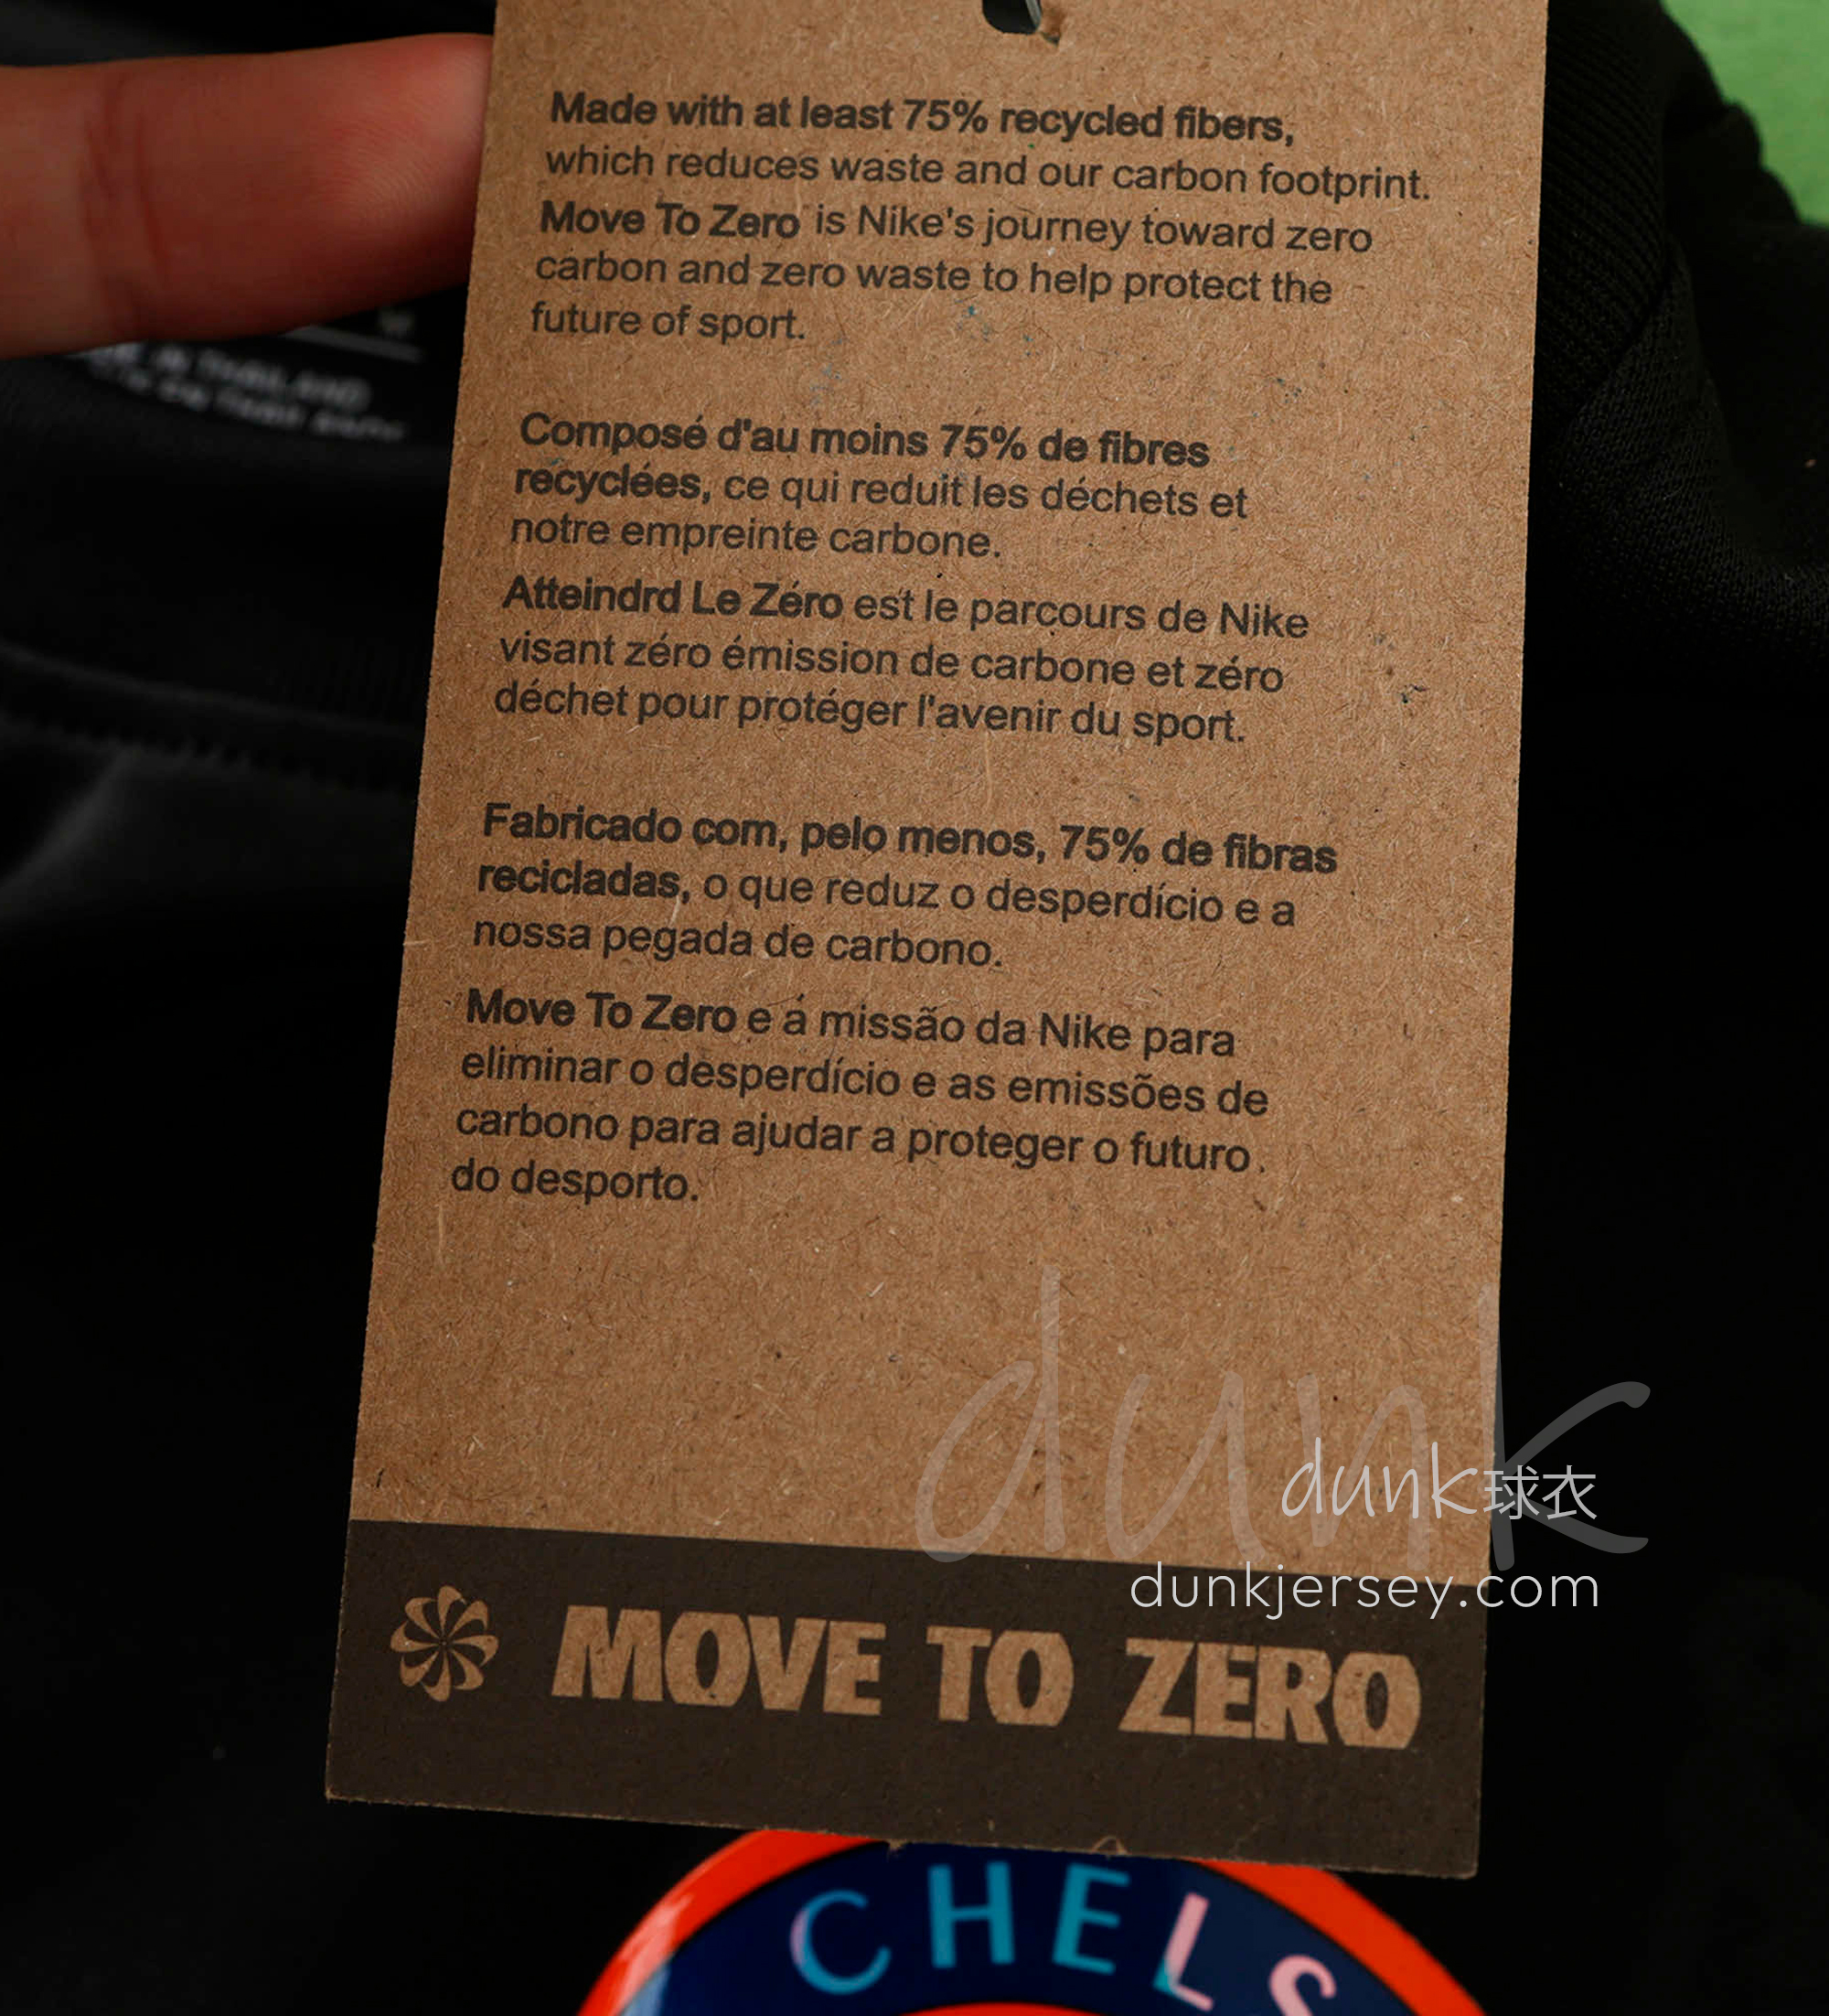 Made with at least 75% recycled fibers,
which reduces waste and our carbon footprint.
Move To Zero is Nike's journey toward zero
carbon and zero waste to help protect the
future of sport.
Composé d'au moins 75% de fibres
recyclées, ce qui reduit les déchets et
notre empreinte carbone.
Atteindrd Le Zéro est le parcours de Nike
visant zéro émission de carbone et zéro
déchet pour protéger l'avenir du sport.
Fabricado com, pelo menos, 75% de fibras
recicladas, o que reduz o desperdício e a
nossa pegada de carbono.
Move To Zero e á missão da Nike para
eliminar o desperdício e as emissões de
carbono para ajudar a proteger o futuro.
do desporto.
dunk
dunk球衣
dunkjersey.com
MOVE TO ZERO
CHELS
THAILAND